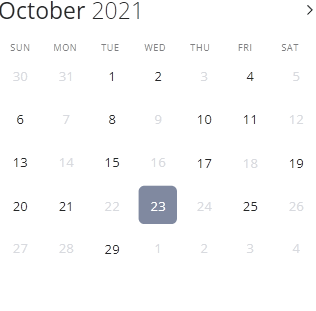 October 2021 >
SUN MON TUE WED THU FRI SAT
30 31 1 2 3 4 5
6 7 8 9 10 11 12
13 14 15 16 17 18 19
20 21 22 23 24 25 26
27 28 29 1 2 3 4